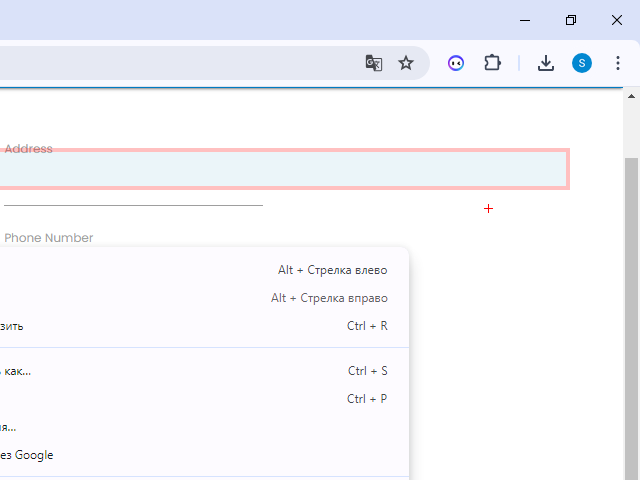 S
Address
Phone Number
Alt + Стрелка влево
Alt + Стрелка вправо
зить Ctrl + R
ь как... Ctrl + S
Ctrl + P
ия...
ез Google